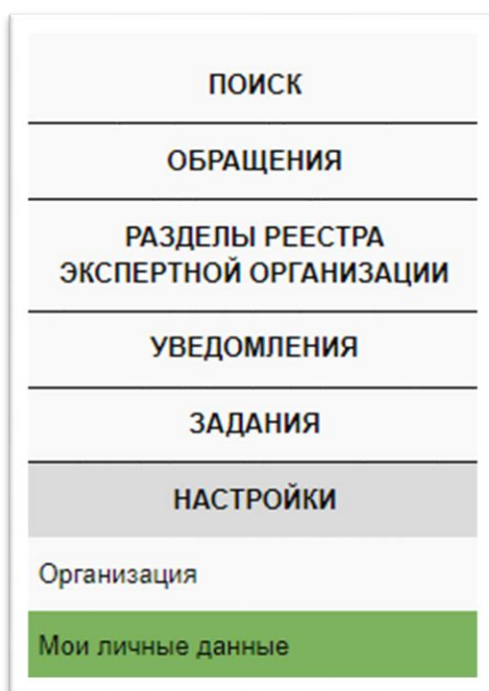 ПОИСК
ОБРАЩЕНИЯ
РАЗДЕЛЫ РЕЕСТРА
ЭКСПЕРТНОЙ ОРГАНИЗАЦИИ
УВЕДОМЛЕНИЯ
ЗАДАНИЯ
НАСТРОЙКИ
Организация
Мои личные данные